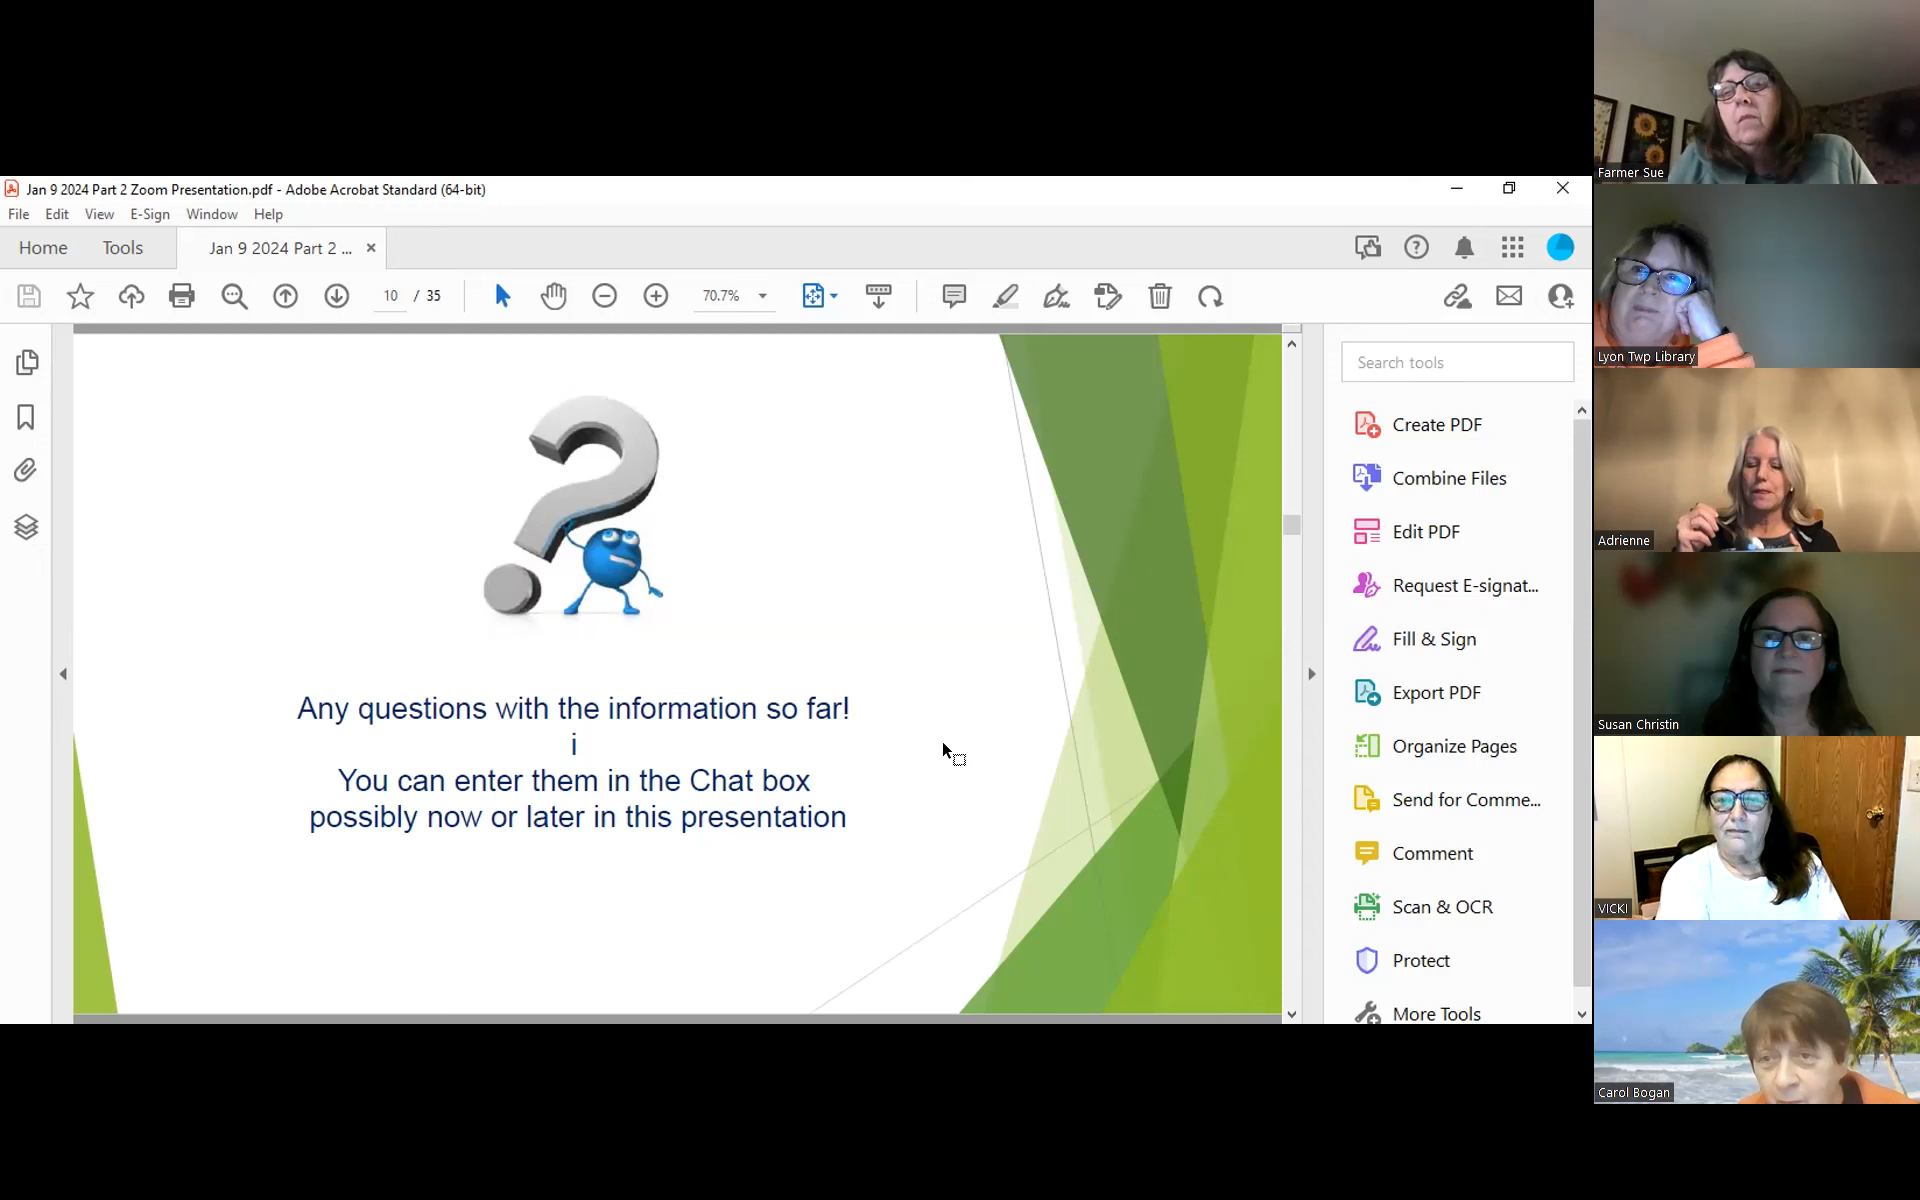 Jan 9 2024 Part 2 Zoom Presentation.pdf - Adobe Acrobat Standard (64-bit)
File Edit View E-Sign Window Help
Home Tools Jan 9 2024 Part 2 ...
10 / 35 70.7%
Any questions with the information so far!
i
You can enter them in the Chat box
possibly now or later in this presentation
Search tools
Create PDF
Combine Files
Edit PDF
Request E-signat...
Fill & Sign
Export PDF
Organize Pages
Send for Comme...
Comment
Scan & OCR
Protect
More Tools
Farmer Sue
Lyon Twp Library
Adrienne
Susan Christin
VICKI
Carol Bogan